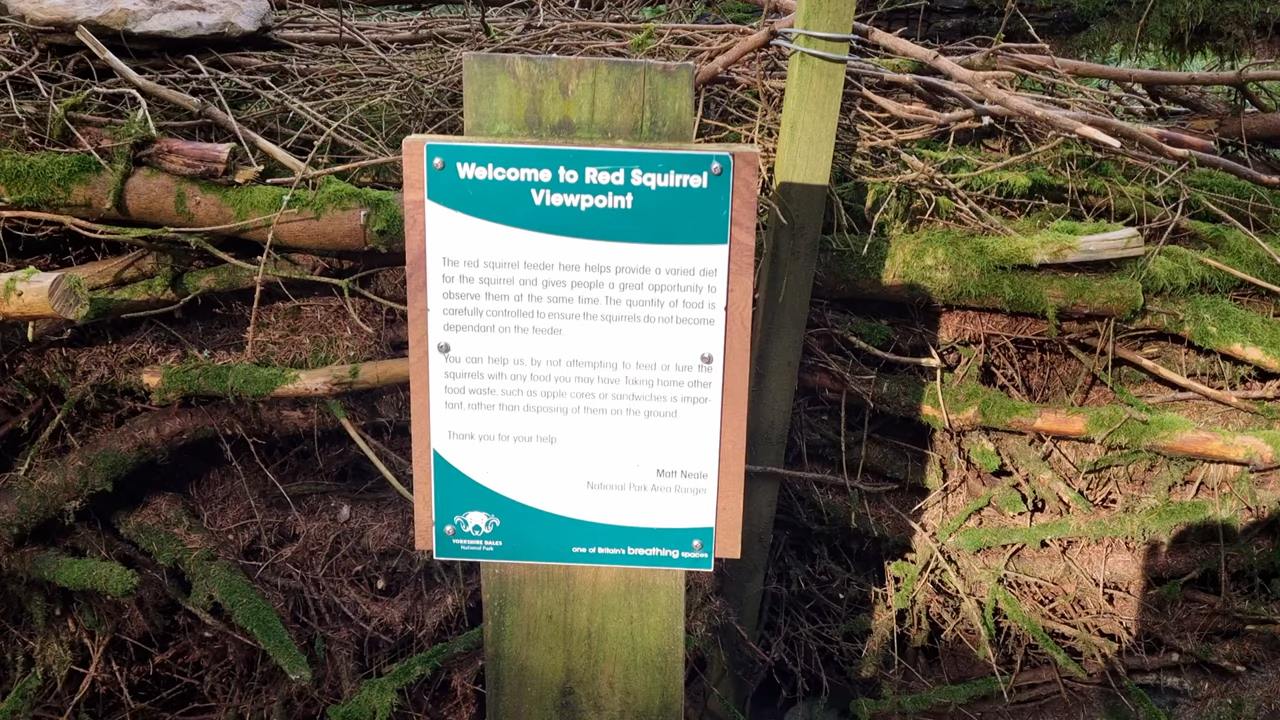 Welcome to Red Squirrel
Viewpoint
The red squirrel feeder here helps provide a varied diet
for the squirrel and gives people a great opportunity to
observe them at the same time. The quantity of food is
carefully controlled to ensure the squirrels do not become
dependant on the feeder.
You can help us, by not attempting to feed or lure the
squirrels with any food you may have Taking home other
food waste, such as apple cores or sandwiches is impor-
tant, rather than disposing of them on the ground.
Thank you for your help
Matt Neale
National Park Area Ranger
YORKSHIRE DALES
National Park
one of Britain's breathing spaces